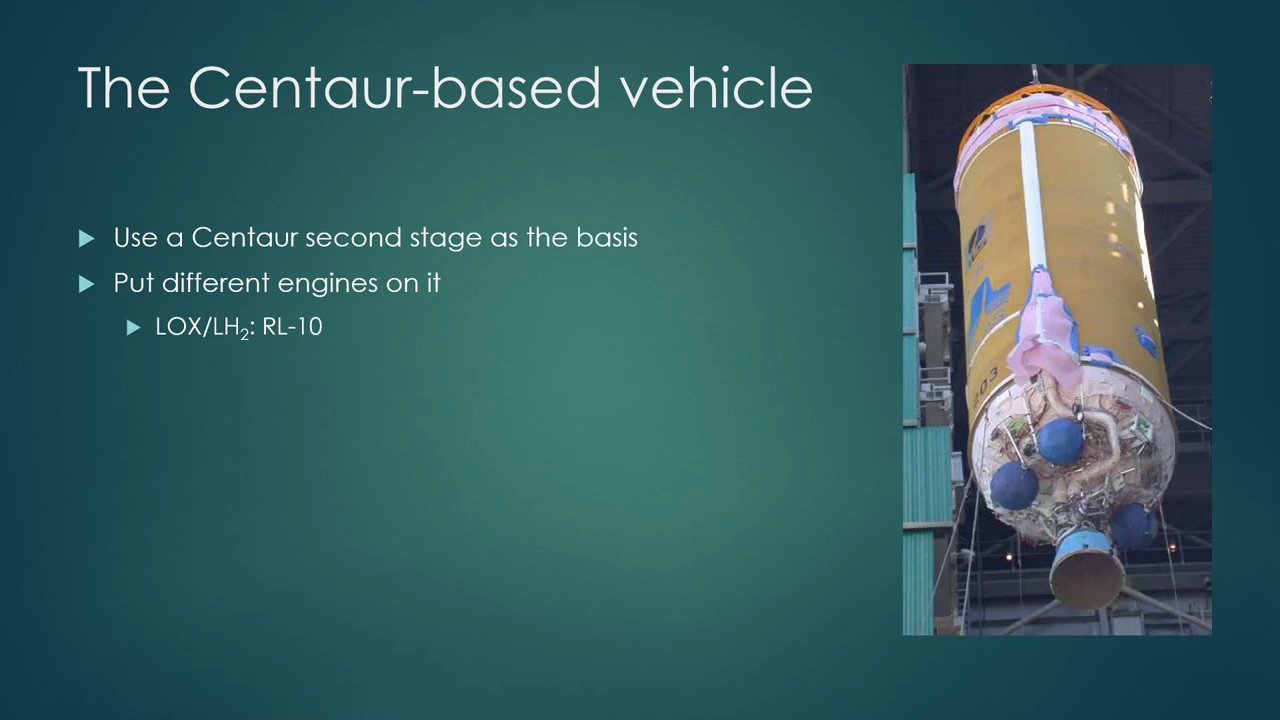 The Centaur-based vehicle
Use a Centaur second stage as the basis
Put different engines on it
LOX/LH₂: RL-10